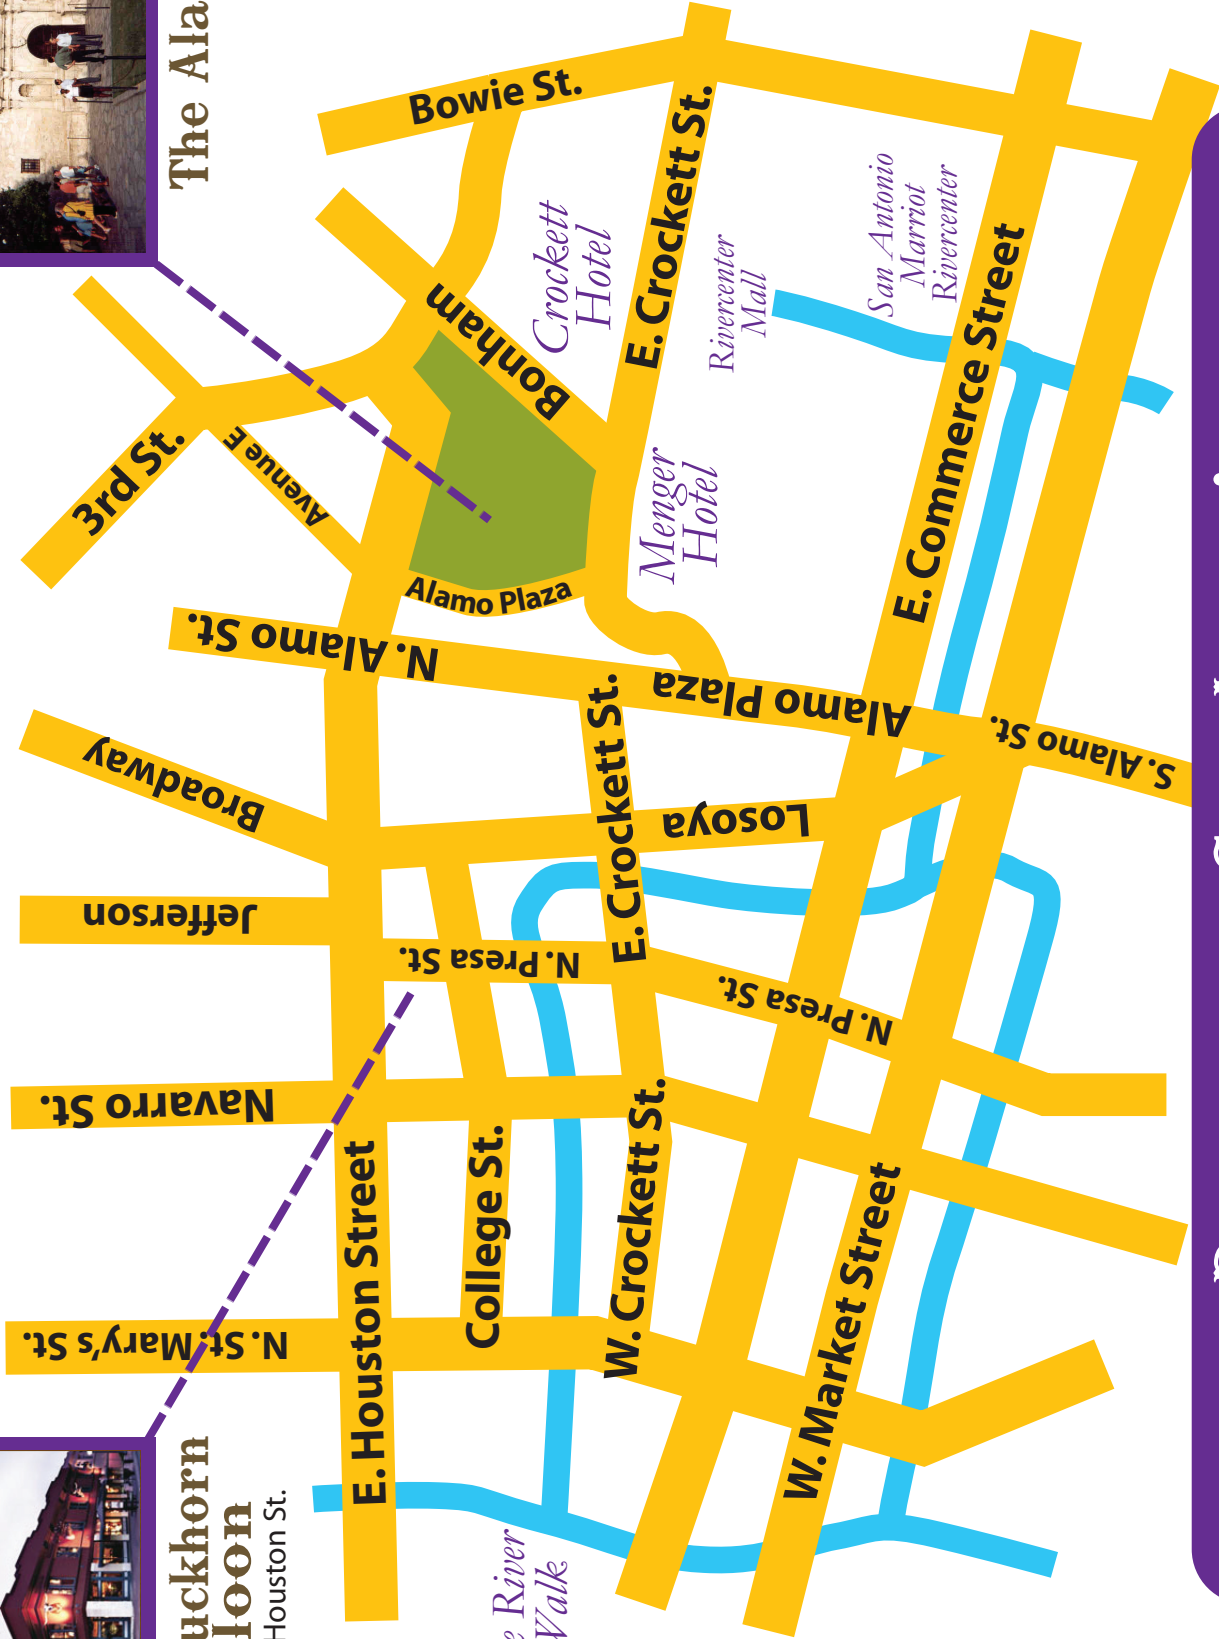 The Ala
Bowie St.
Bonham
Crockett
Hotel
E. Crockett St.
Rivercenter
Mall
San Antonio
Marriot
Rivercenter
3rd St.
Avenue E
Alamo Plaza
Menger
Hotel
E. Commerce Street
N. Alamo St.
Alamo Plaza
S. Alamo St.
Broadway
E. Crockett St.
Losoya
Jefferson
N. Presa St.
N. Presa St.
Navarro St.
E. Houston Street
College St.
W. Crockett St.
W. Market Street
N. St. Mary's St.
uckhorn
loon
Houston St.
e River
Walk